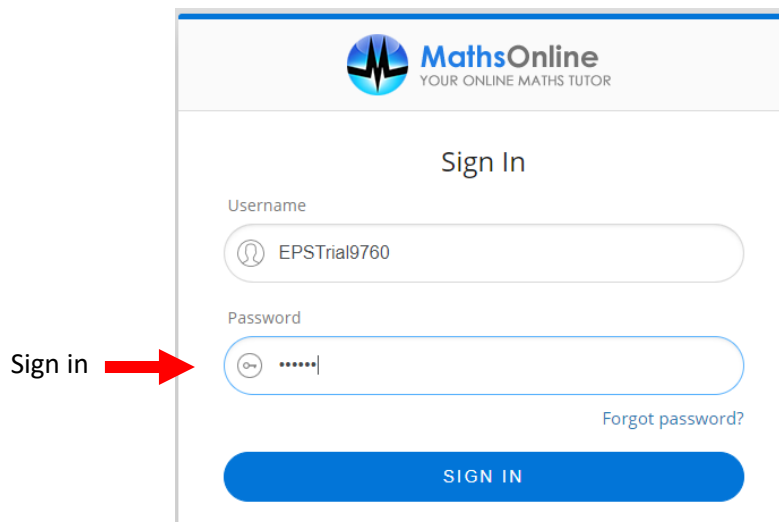 MathsOnline
YOUR ONLINE MATHS TUTOR
Sign In
Username
EPSTrial9760
Password
Sign in
••••••
Forgot password?
SIGN IN